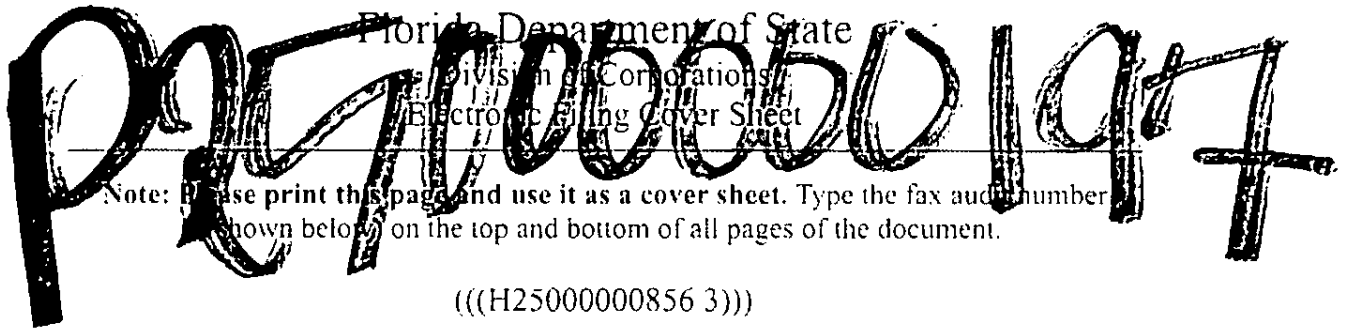 Florida Department of State
Division of Corporations
Electronic Filing Cover Sheet
Note: Please print this page and use it as a cover sheet. Type the fax audit number
(shown below) on the top and bottom of all pages of the document.
(((H25000000856 3)))